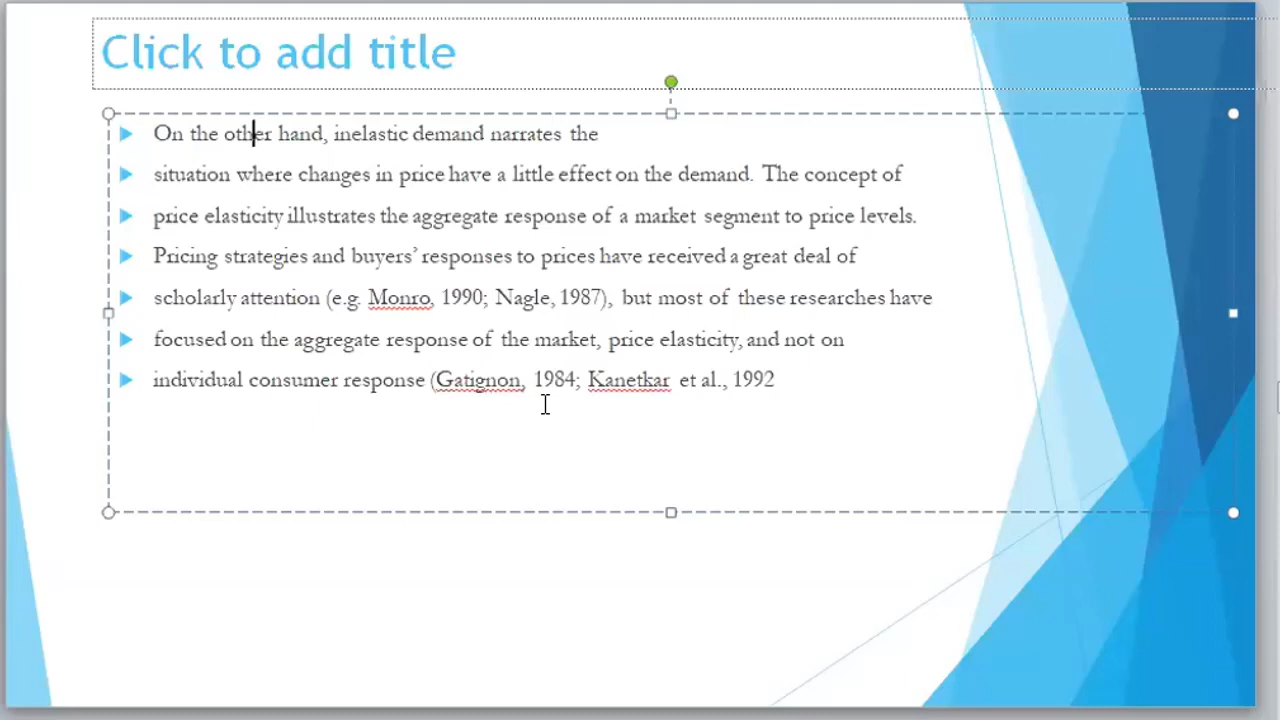 Click to add title
On the other hand, inelastic demand narrates the
situation where changes in price have a little effect on the demand. The concept of
price elasticity illustrates the aggregate response of a market segment to price levels.
Pricing strategies and buyers’ responses to prices have received a great deal of
scholarly attention (e.g. Monro, 1990; Nagle, 1987), but most of these researches have
focused on the aggregate response of the market, price elasticity, and not on
individual consumer response (Gatignon, 1984; Kanetkar et al., 1992